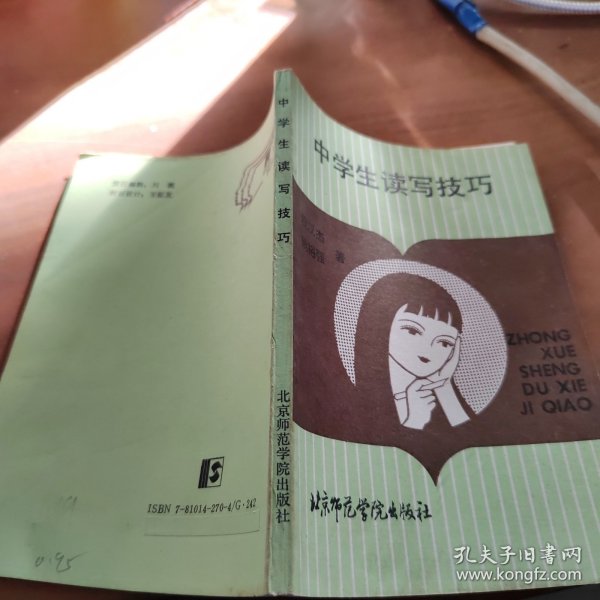 中学生读写技巧
著
ZHONG
XUE
SHENG
DU XIE
JI QIAO
北京师范学院出版社
中学生读写技巧
北京师范学院出版社
ISBN 7-81014-270-4/G·242
0.95
孔夫子旧书网
www.kongfz.com